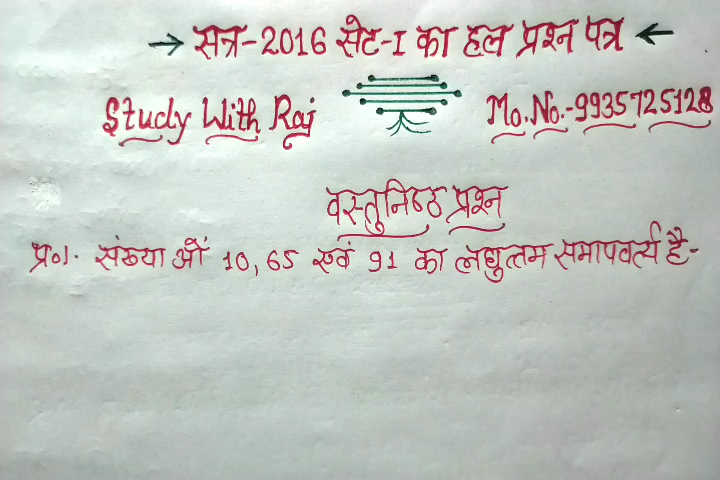 → सत्र-2016 सेट-I का हल प्रश्न पत्र ←
Study With Raj
Mo.No.-9935725128
वस्तुनिष्ठ प्रश्न
प्र०1. संख्या ओं 10, 65 एवं 91 का लघुत्तम समापवर्त्य है-